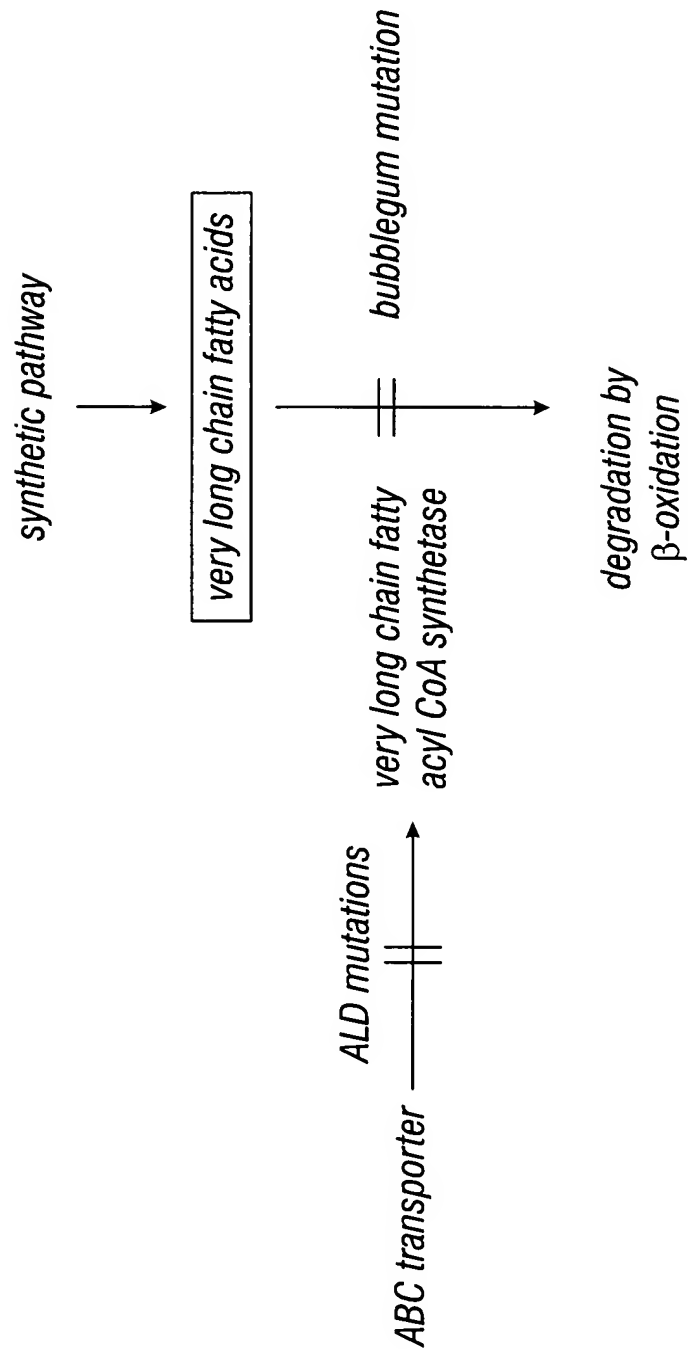 synthetic pathway
very long chain fatty acids
ALD mutations
ABC transporter
very long chain fatty
acyl CoA synthetase
bubblegum mutation
degradation by
β-oxidation